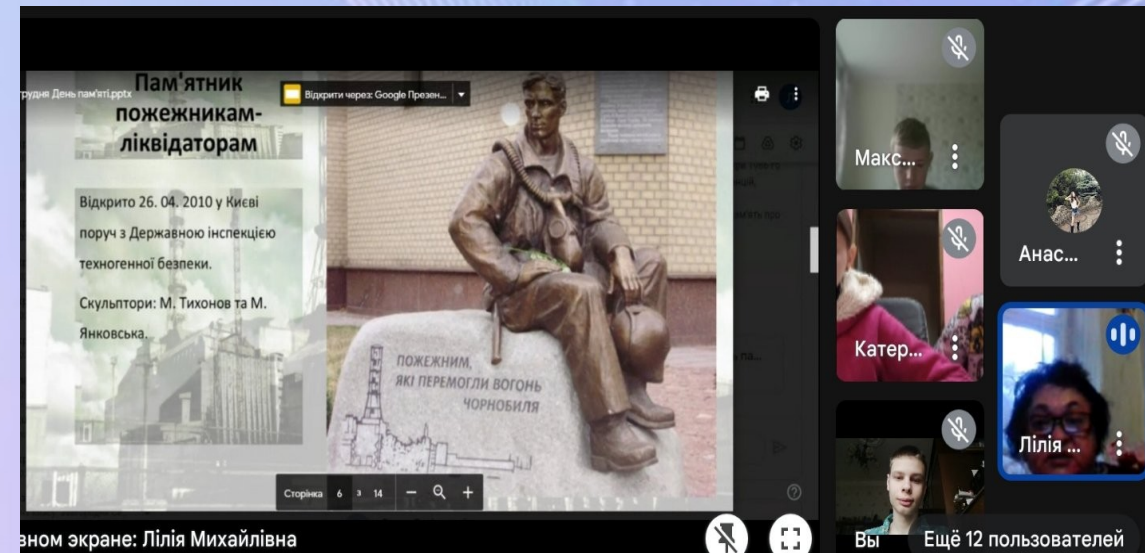 рудня День пам'яті.pptx
Відкрити через: Google Презен...
Пам'ятник
пожежникам-
ліквідаторам
Відкрито 26. 04. 2010 у Києві
поруч з Державною інспекцією
техногенної безпеки.
Скульптори: М. Тихонов та М.
Янковська.
ПОЖЕЖНИМ,
ЯКІ ПЕРЕМОГЛИ ВОГОНЬ
ЧОРНОБИЛЯ
Сторінка 6 з 14
вном экране: Лілія Михайлівна
Макс...
Анас...
Катер...
Лілія ...
Вы
Ещё 12 пользователей